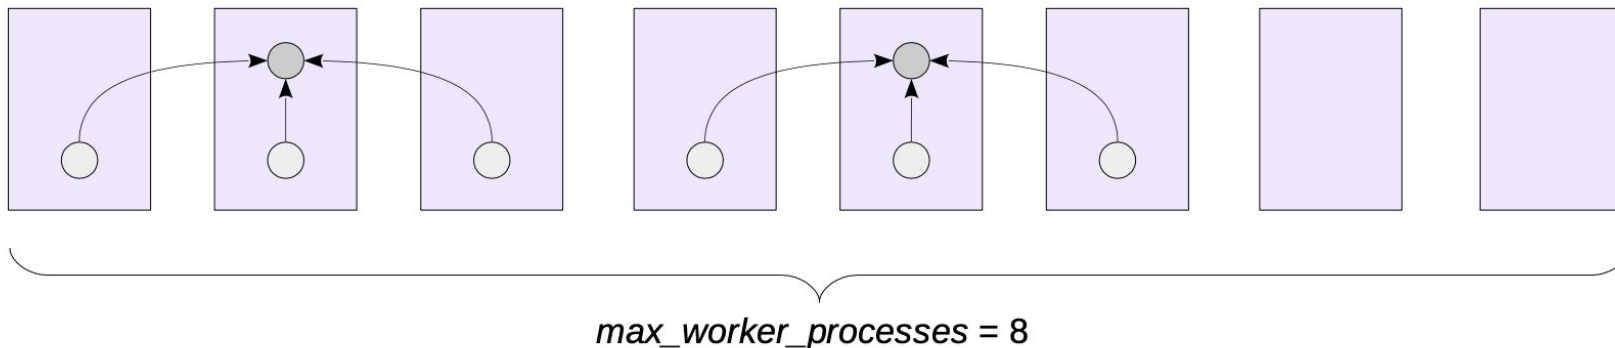 max_worker_processes = 8